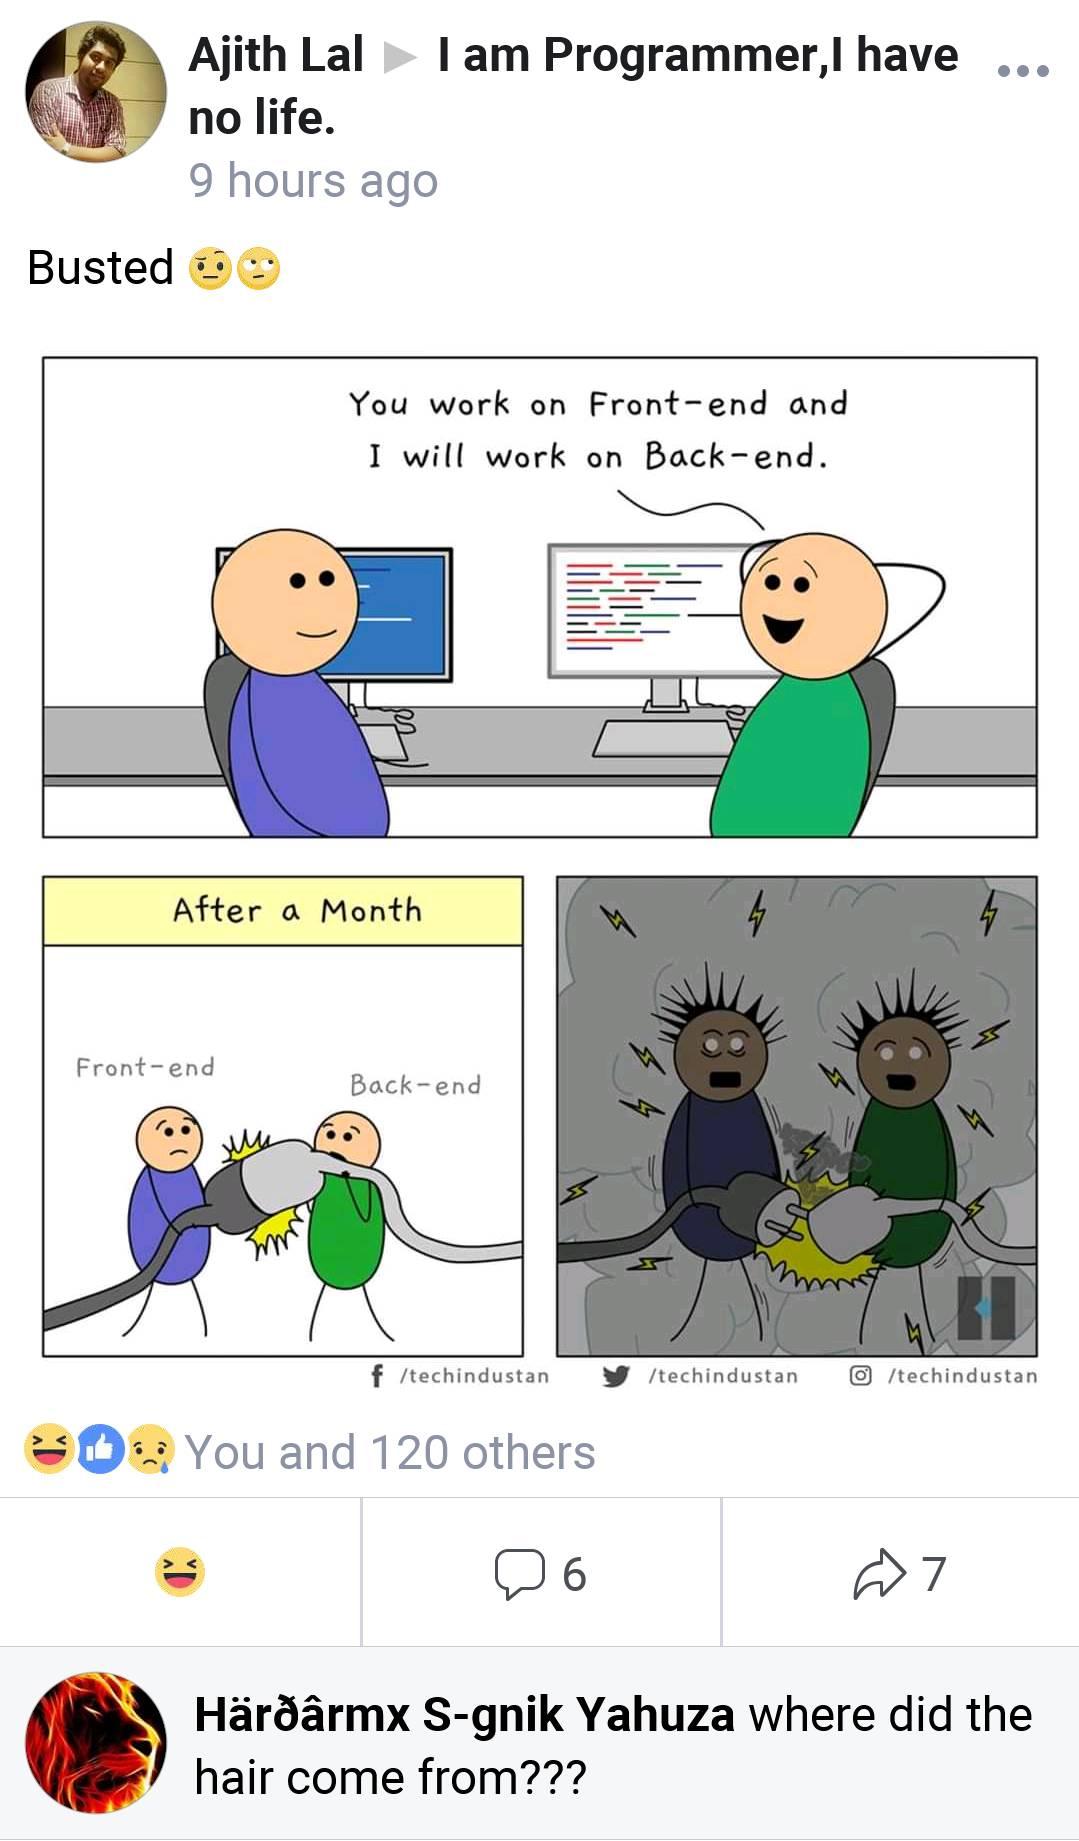 Ajith Lal ▶ I am Programmer,I have
no life.
9 hours ago
Busted 🤨🙄
You work on Front-end and
I will work on Back-end.
After a Month
Front-end
Back-end
/techindustan
/techindustan
/techindustan
You and 120 others
6
7
Härðârmx S-gnik Yahuza where did the
hair come from???